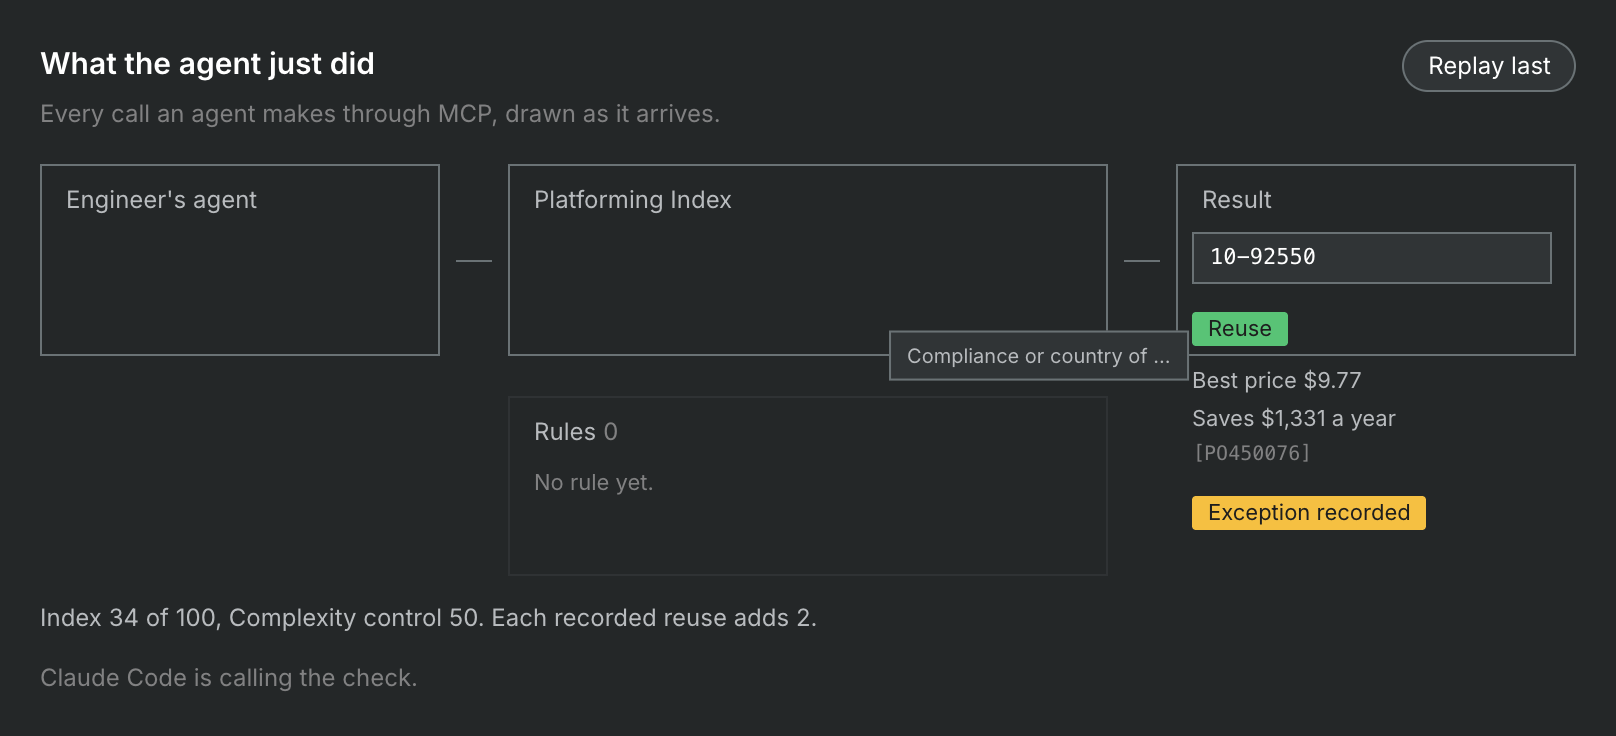 What the agent just did
Replay last
Every call an agent makes through MCP, drawn as it arrives.
Engineer's agent
Platforming Index
Result
10–92550
Reuse
Compliance or country of ...
Best price $9.77
Saves $1,331 a year
[PO450076]
Rules 0
No rule yet.
Exception recorded
Index 34 of 100, Complexity control 50. Each recorded reuse adds 2.
Claude Code is calling the check.